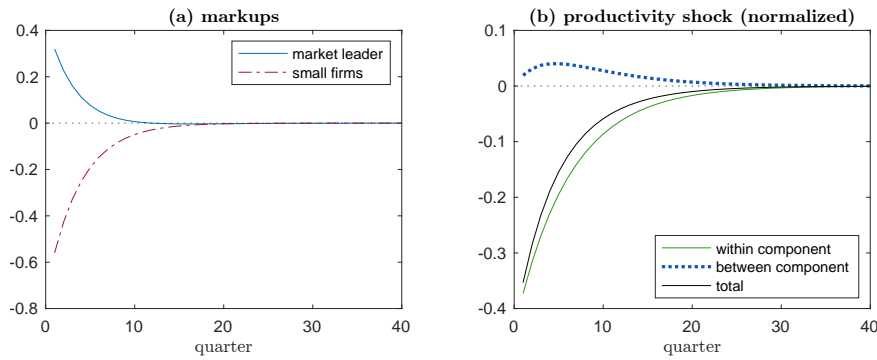 (a) markups
0.4
0.2
0
-0.2
-0.4
-0.6
-0.8
0
10
20
30
40
quarter
market leader
small firms
(b) productivity shock (normalized)
0.1
0
-0.1
-0.2
-0.3
-0.4
0
10
20
30
40
quarter
within component
between component
total